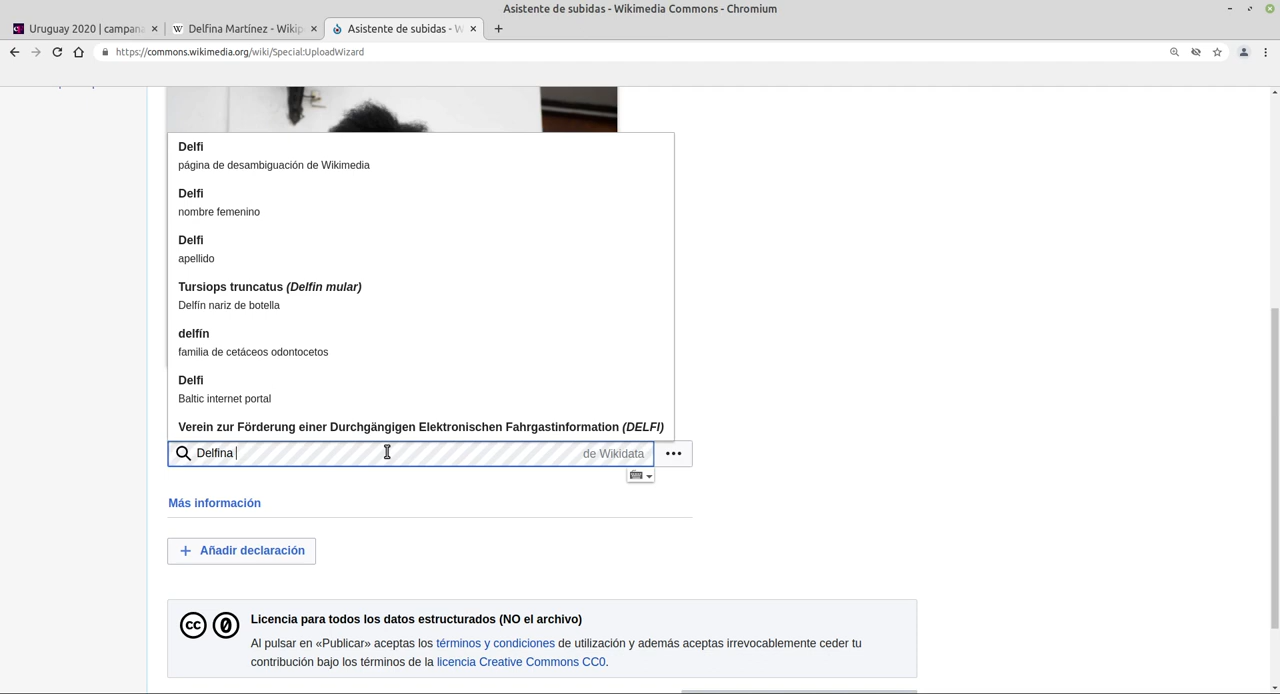 Asistente de subidas - Wikimedia Commons - Chromium
Uruguay 2020 | campana
Delfina Martínez - Wikip
Asistente de subidas - W
https://commons.wikimedia.org/wiki/Special:UploadWizard
Delfi
página de desambiguación de Wikimedia
Delfi
nombre femenino
Delfi
apellido
Tursiops truncatus (Delfin mular)
Delfín nariz de botella
delfín
familia de cetáceos odontocetos
Delfi
Baltic internet portal
Verein zur Förderung einer Durchgängigen Elektronischen Fahrgastinformation (DELFI)
Delfina
de Wikidata
Más información
+ Añadir declaración
cc 0
Licencia para todos los datos estructurados (NO el archivo)
Al pulsar en «Publicar» aceptas los términos y condiciones de utilización y además aceptas irrevocablemente ceder tu
contribución bajo los términos de la licencia Creative Commons CC0.